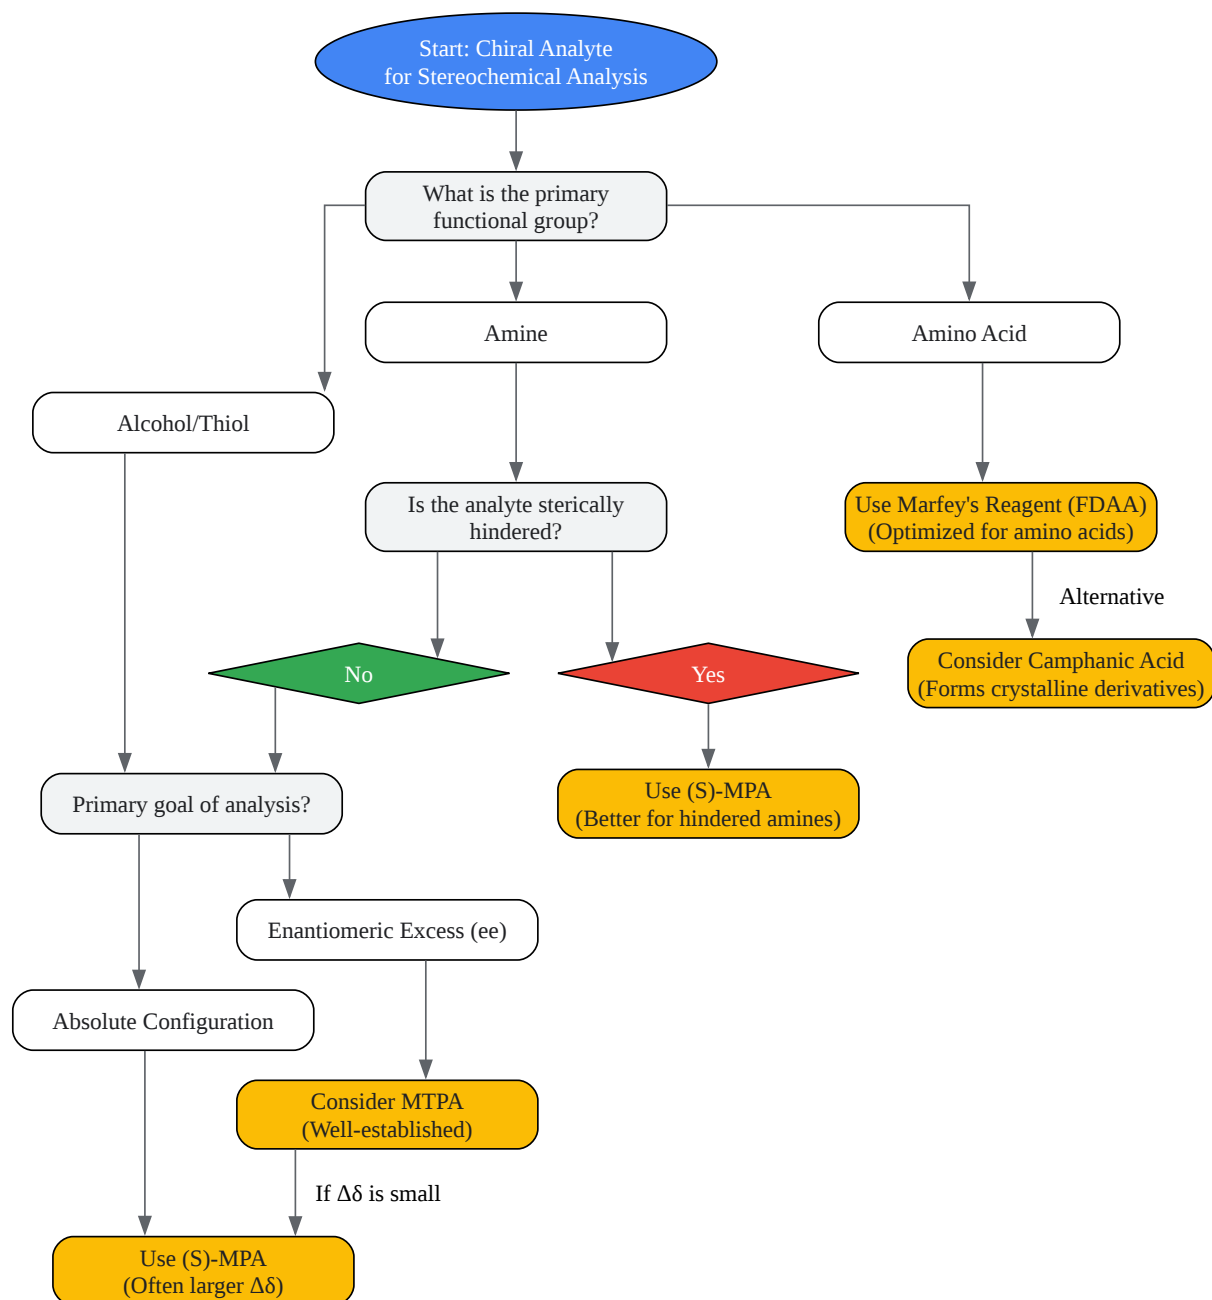 Start: Chiral Analyte
for Stereochemical Analysis
What is the primary
functional group?
Amine
Amino Acid
Alcohol/Thiol
Is the analyte sterically
hindered?
Use Marfey's Reagent (FDAA)
(Optimized for amino acids)
Alternative
No
Yes
Consider Camphanic Acid
(Forms crystalline derivatives)
Primary goal of analysis?
Use (S)-MPA
(Better for hindered amines)
Enantiomeric Excess (ee)
Absolute Configuration
Consider MTPA
(Well-established)
If Δδ is small
Use (S)-MPA
(Often larger Δδ)